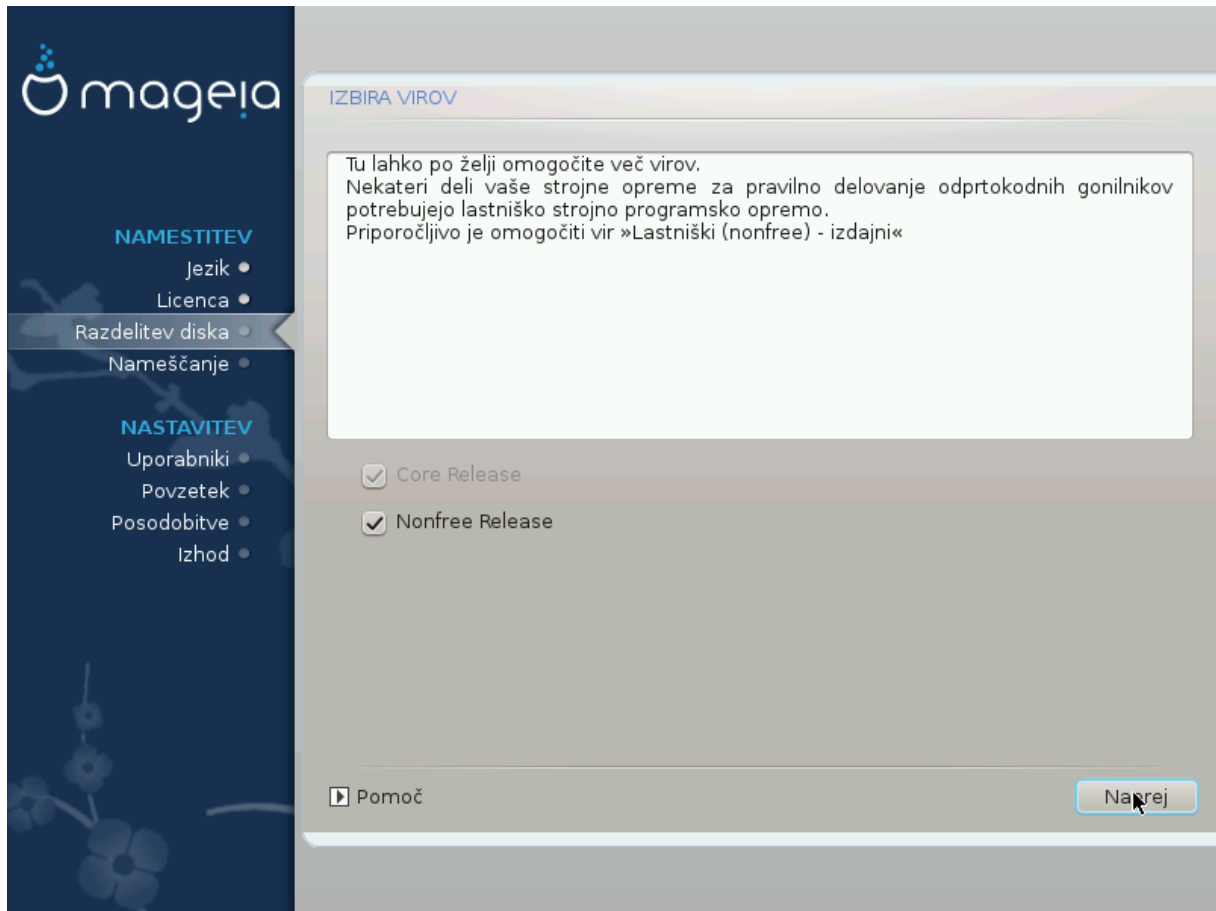 mageia
NAMESTITEV
Jezik
Licenca
Razdelitev diska
Nameščanje
NASTAVITEV
Uporabniki
Povzetek
Posodobitve
Izhod
IZBIRA VIROV
Tu lahko po želji omogočite več virov.
Nekateri deli vaše strojne opreme za pravilno delovanje odprtokodnih gonilnikov
potrebujejo lastniško strojno programsko opremo.
Priporočljivo je omogočiti vir »Lastniški (nonfree) - izdajni«
Core Release
Nonfree Release
Pomoč
Naprej